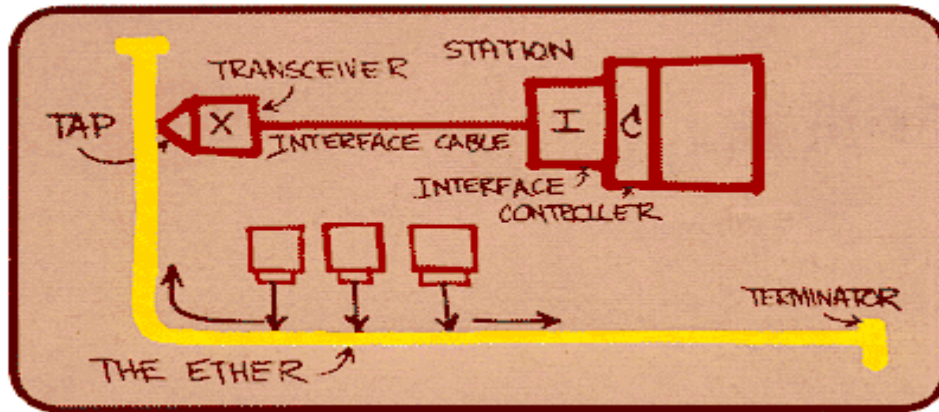 STATION
TRANSCEIVER
TAP
X
I
C
INTERFACE CABLE
INTERFACE
CONTROLLER
TERMINATOR
THE ETHER